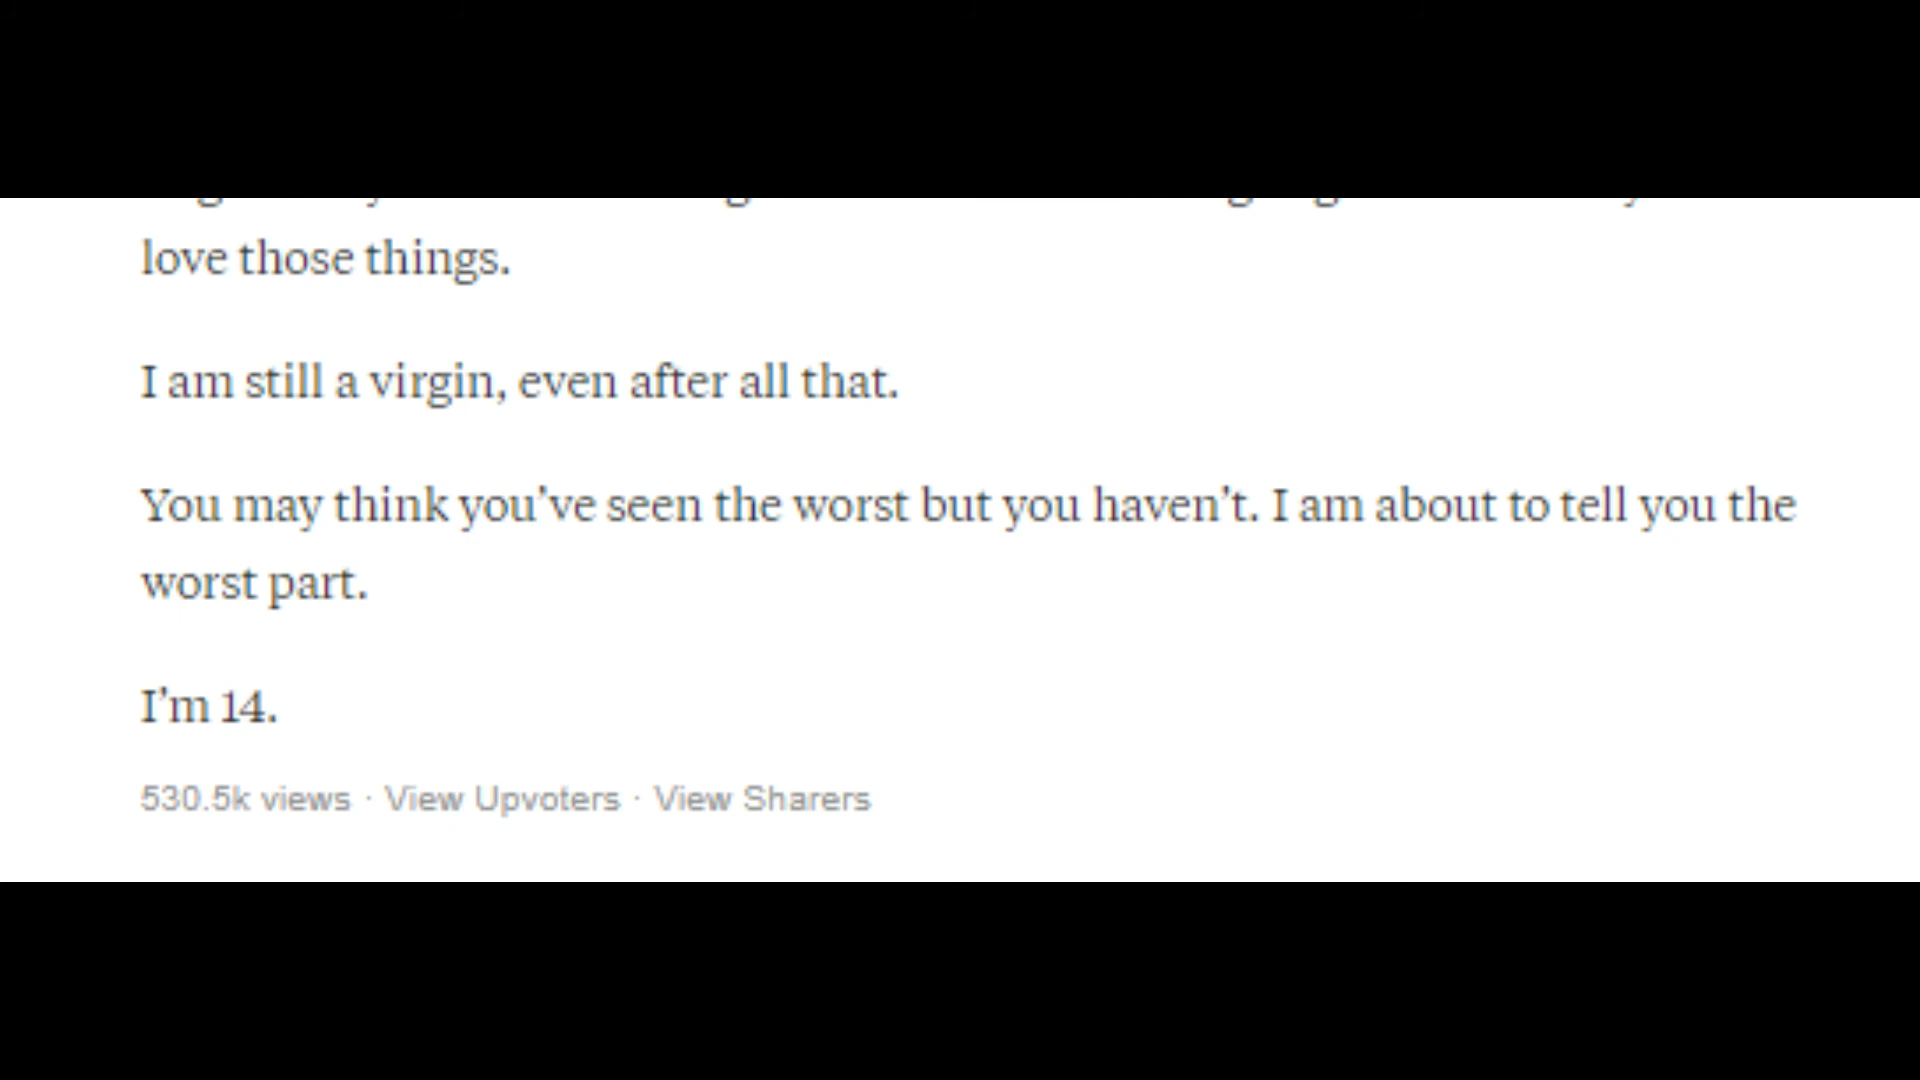 love those things.
I am still a virgin, even after all that.
You may think you’ve seen the worst but you haven’t. I am about to tell you the
worst part.
I’m 14.
530.5k views · View Upvoters · View Sharers